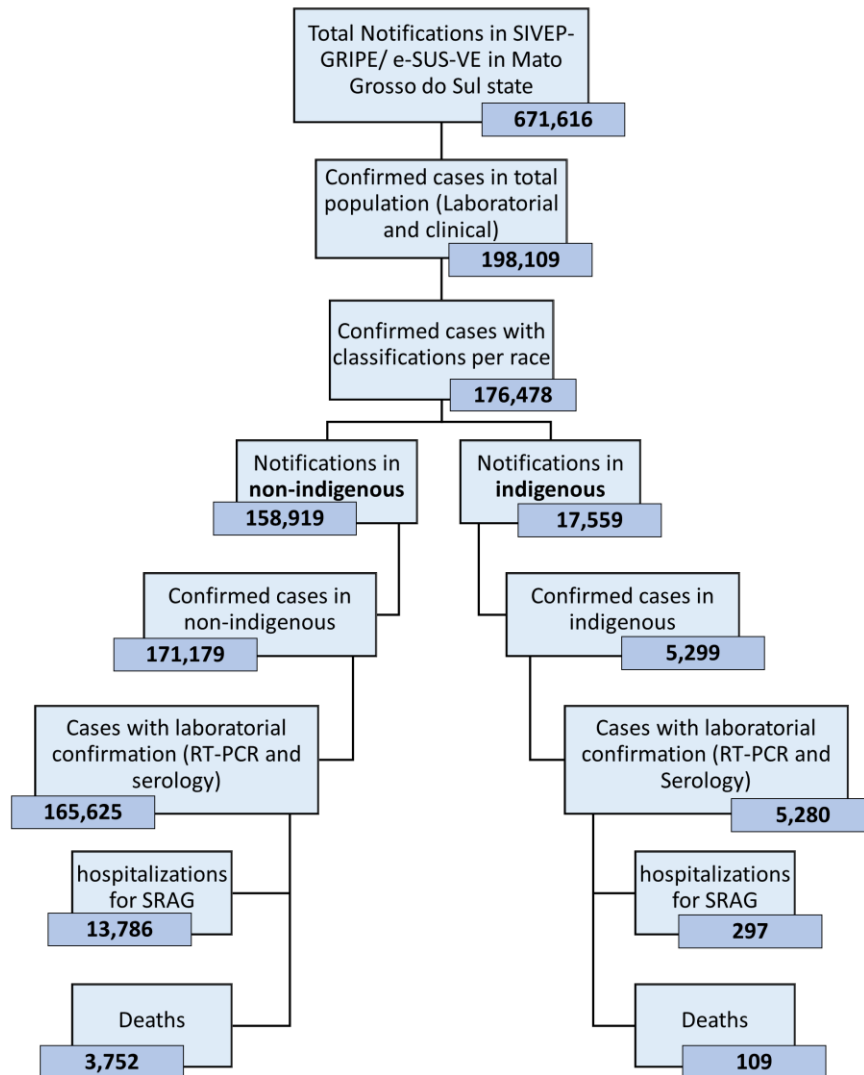 Total Notifications in SIVEP-
GRIPE/ e-SUS-VE in Mato
Grosso do Sul state
671,616
Confirmed cases in total
population (Laboratorial
and clinical)
198,109
Confirmed cases with
classifications per race
176,478
Notifications in
non-indigenous
158,919
Notifications in
indigenous
17,559
Confirmed cases in
non-indigenous
171,179
Confirmed cases in
indigenous
5,299
Cases with laboratorial
confirmation (RT-PCR and
serology)
165,625
Cases with laboratorial
confirmation (RT-PCR and
Serology)
5,280
hospitalizations
for SRAG
13,786
hospitalizations
for SRAG
297
Deaths
3,752
Deaths
109